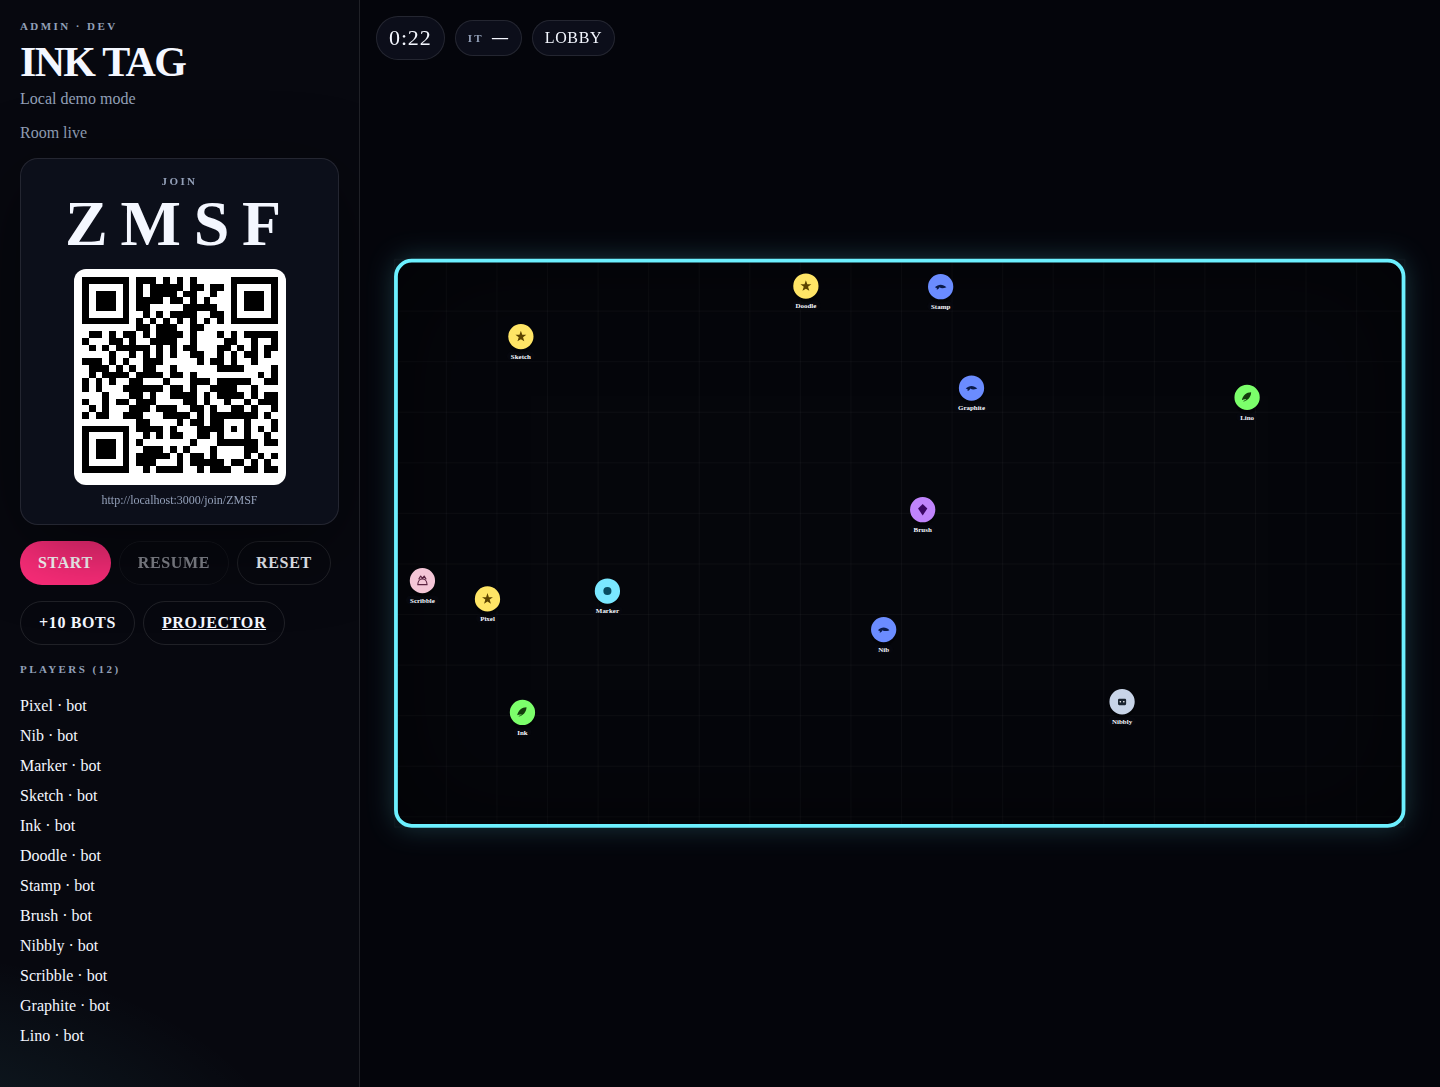 ADMIN · DEV
INK TAG
Local demo mode
Room live
JOIN
ZMSF
http://localhost:3000/join/ZMSF
START
RESUME
RESET
+10 BOTS
PROJECTOR
PLAYERS (12)
Pixel · bot
Nib · bot
Marker · bot
Sketch · bot
Ink · bot
Doodle · bot
Stamp · bot
Brush · bot
Nibbly · bot
Scribble · bot
Graphite · bot
Lino · bot
0:22
IT —
LOBBY
Doodle
Stamp
Sketch
Graphite
Lino
Brush
Scribble
Pixel
Marker
Nib
Nibbly
Ink